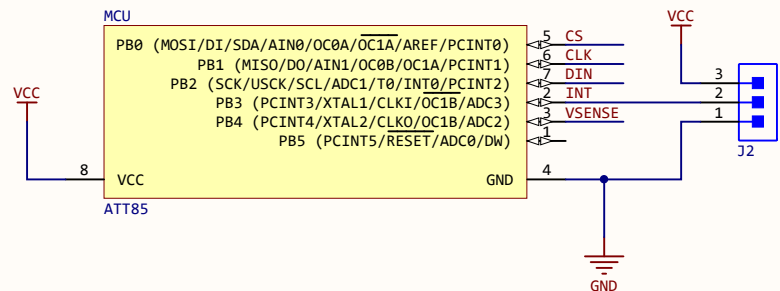 MCU
VCC
PB0 (MOSI/DI/SDA/AIN0/OC0A/OC1A/AREF/PCINT0) 5 CS
PB1 (MISO/DO/AIN1/OC0B/OC1A/PCINT1) 6 CLK
PB2 (SCK/USCK/SCL/ADC1/T0/INT0/PCINT2) 7 DIN 3
VCC
PB3 (PCINT3/XTAL1/CLKI/OC1B/ADC3) 2 INT 2
PB4 (PCINT4/XTAL2/CLKO/OC1B/ADC2) 3 VSENSE 1
PB5 (PCINT5/RESET/ADC0/DW) 1
J2
8 VCC GND 4
ATT85
GND